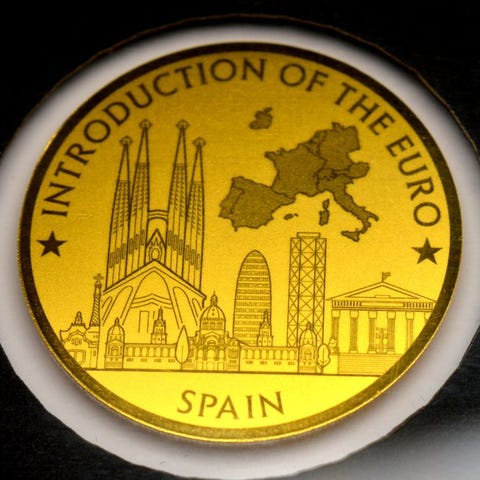 INTRODUCTION OF THE EURO
SPAIN